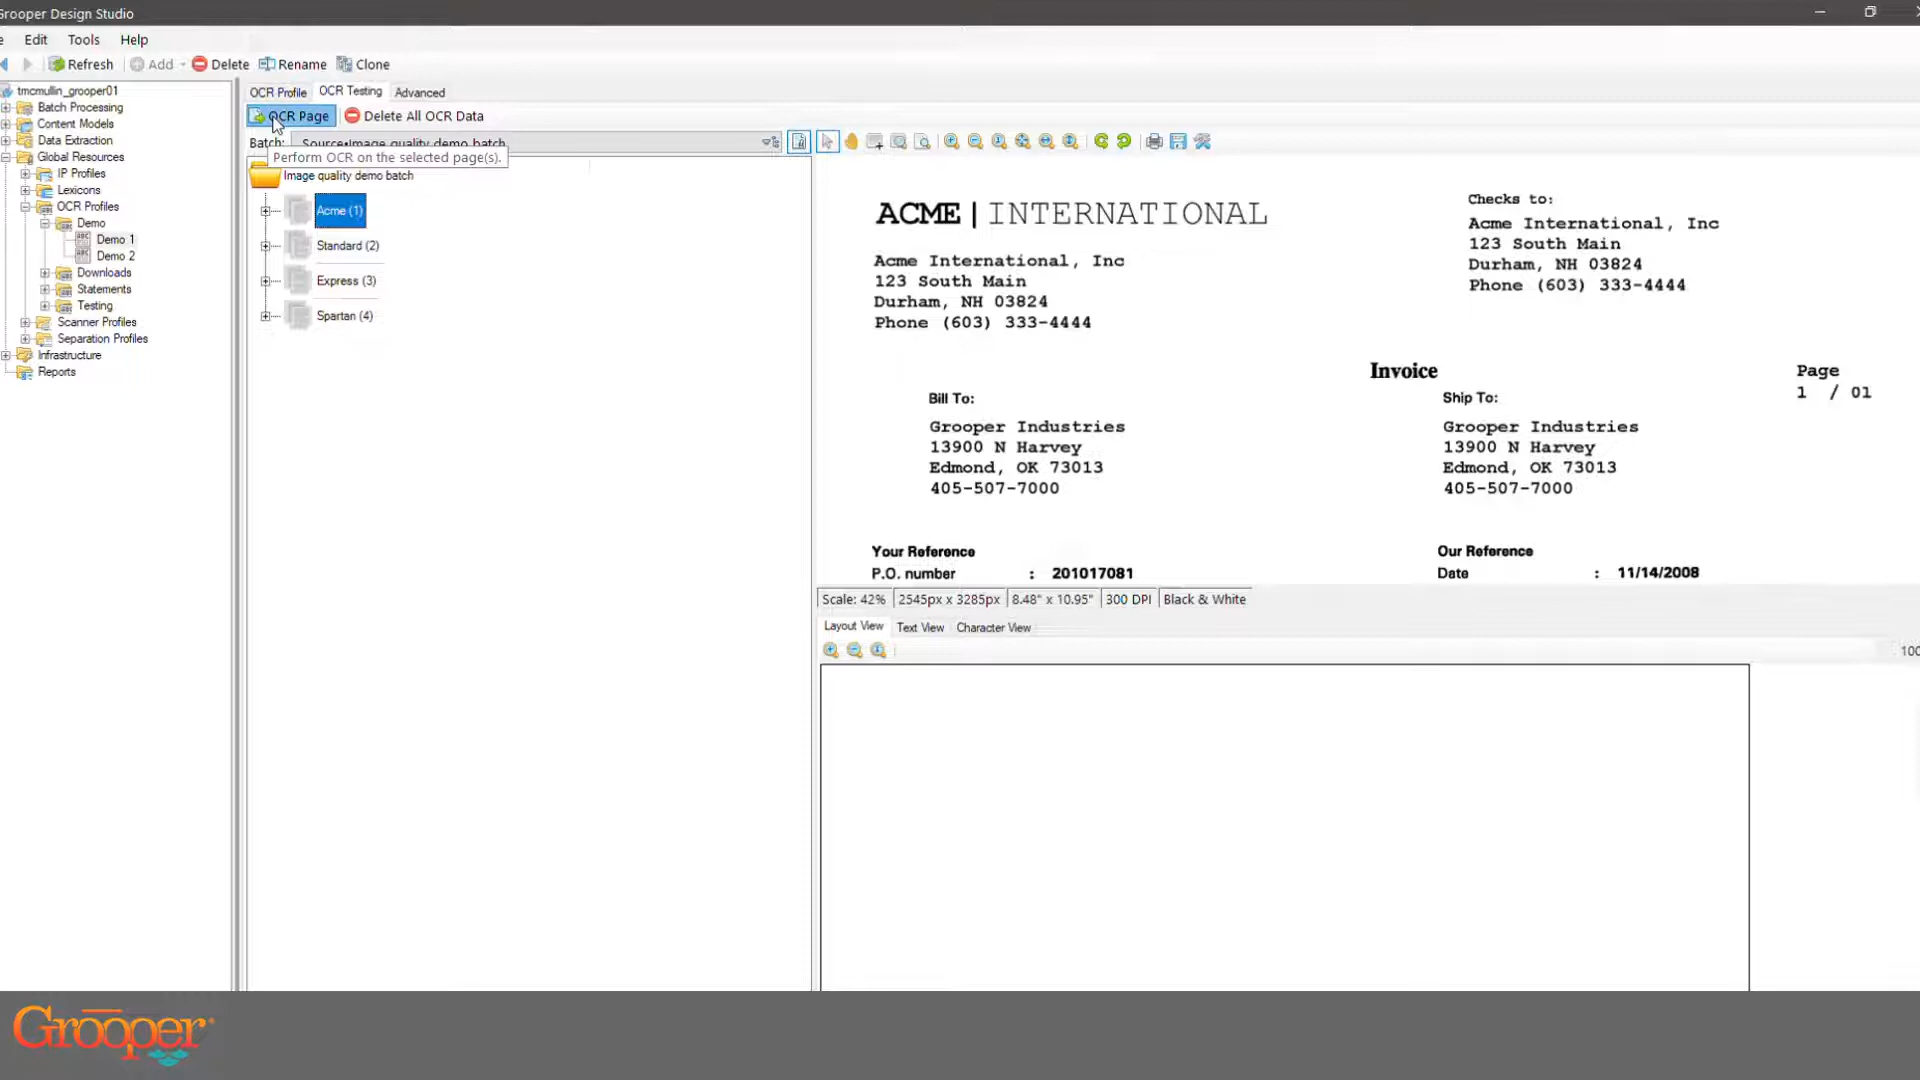 Grooper Design Studio
Edit Tools Help
Refresh Add Delete Rename Clone
tmcmullin_grooper01
Batch Processing
Content Models
Data Extraction
Global Resources
IP Profiles
Lexicons
OCR Profiles
Demo
Demo 1
Demo 2
Downloads
Statements
Testing
Scanner Profiles
Separation Profiles
Infrastructure
Reports
OCR Profile OCR Testing Advanced
OCR Page Delete All OCR Data
Batch: Source•Image quality demo batch
Perform OCR on the selected page(s).
Image quality demo batch
Acme (1)
Standard (2)
Express (3)
Spartan (4)
ACME | INTERNATIONAL
Acme International, Inc
123 South Main
Durham, NH 03824
Phone (603) 333-4444
Checks to:
Acme International, Inc
123 South Main
Durham, NH 03824
Phone (603) 333-4444
Invoice
Page
1 / 01
Bill To:
Grooper Industries
13900 N Harvey
Edmond, OK 73013
405-507-7000
Ship To:
Grooper Industries
13900 N Harvey
Edmond, OK 73013
405-507-7000
Your Reference
P.O. number : 201017081
Our Reference
Date : 11/14/2008
Scale: 42% 2545px x 3285px 8.48" x 10.95" 300 DPI Black & White
Layout View Text View Character View
100
Grooper